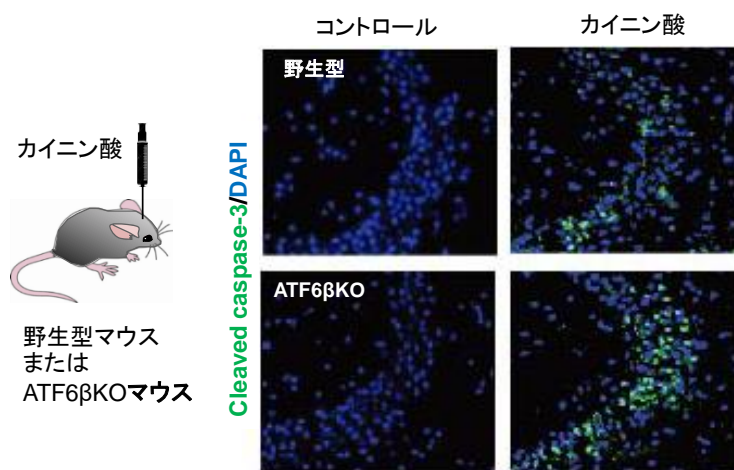 コントロール
カイニン酸
カイニン酸
野生型マウス
または
ATF6βKOマウス
Cleaved caspase-3/DAPI
野生型
ATF6βKO